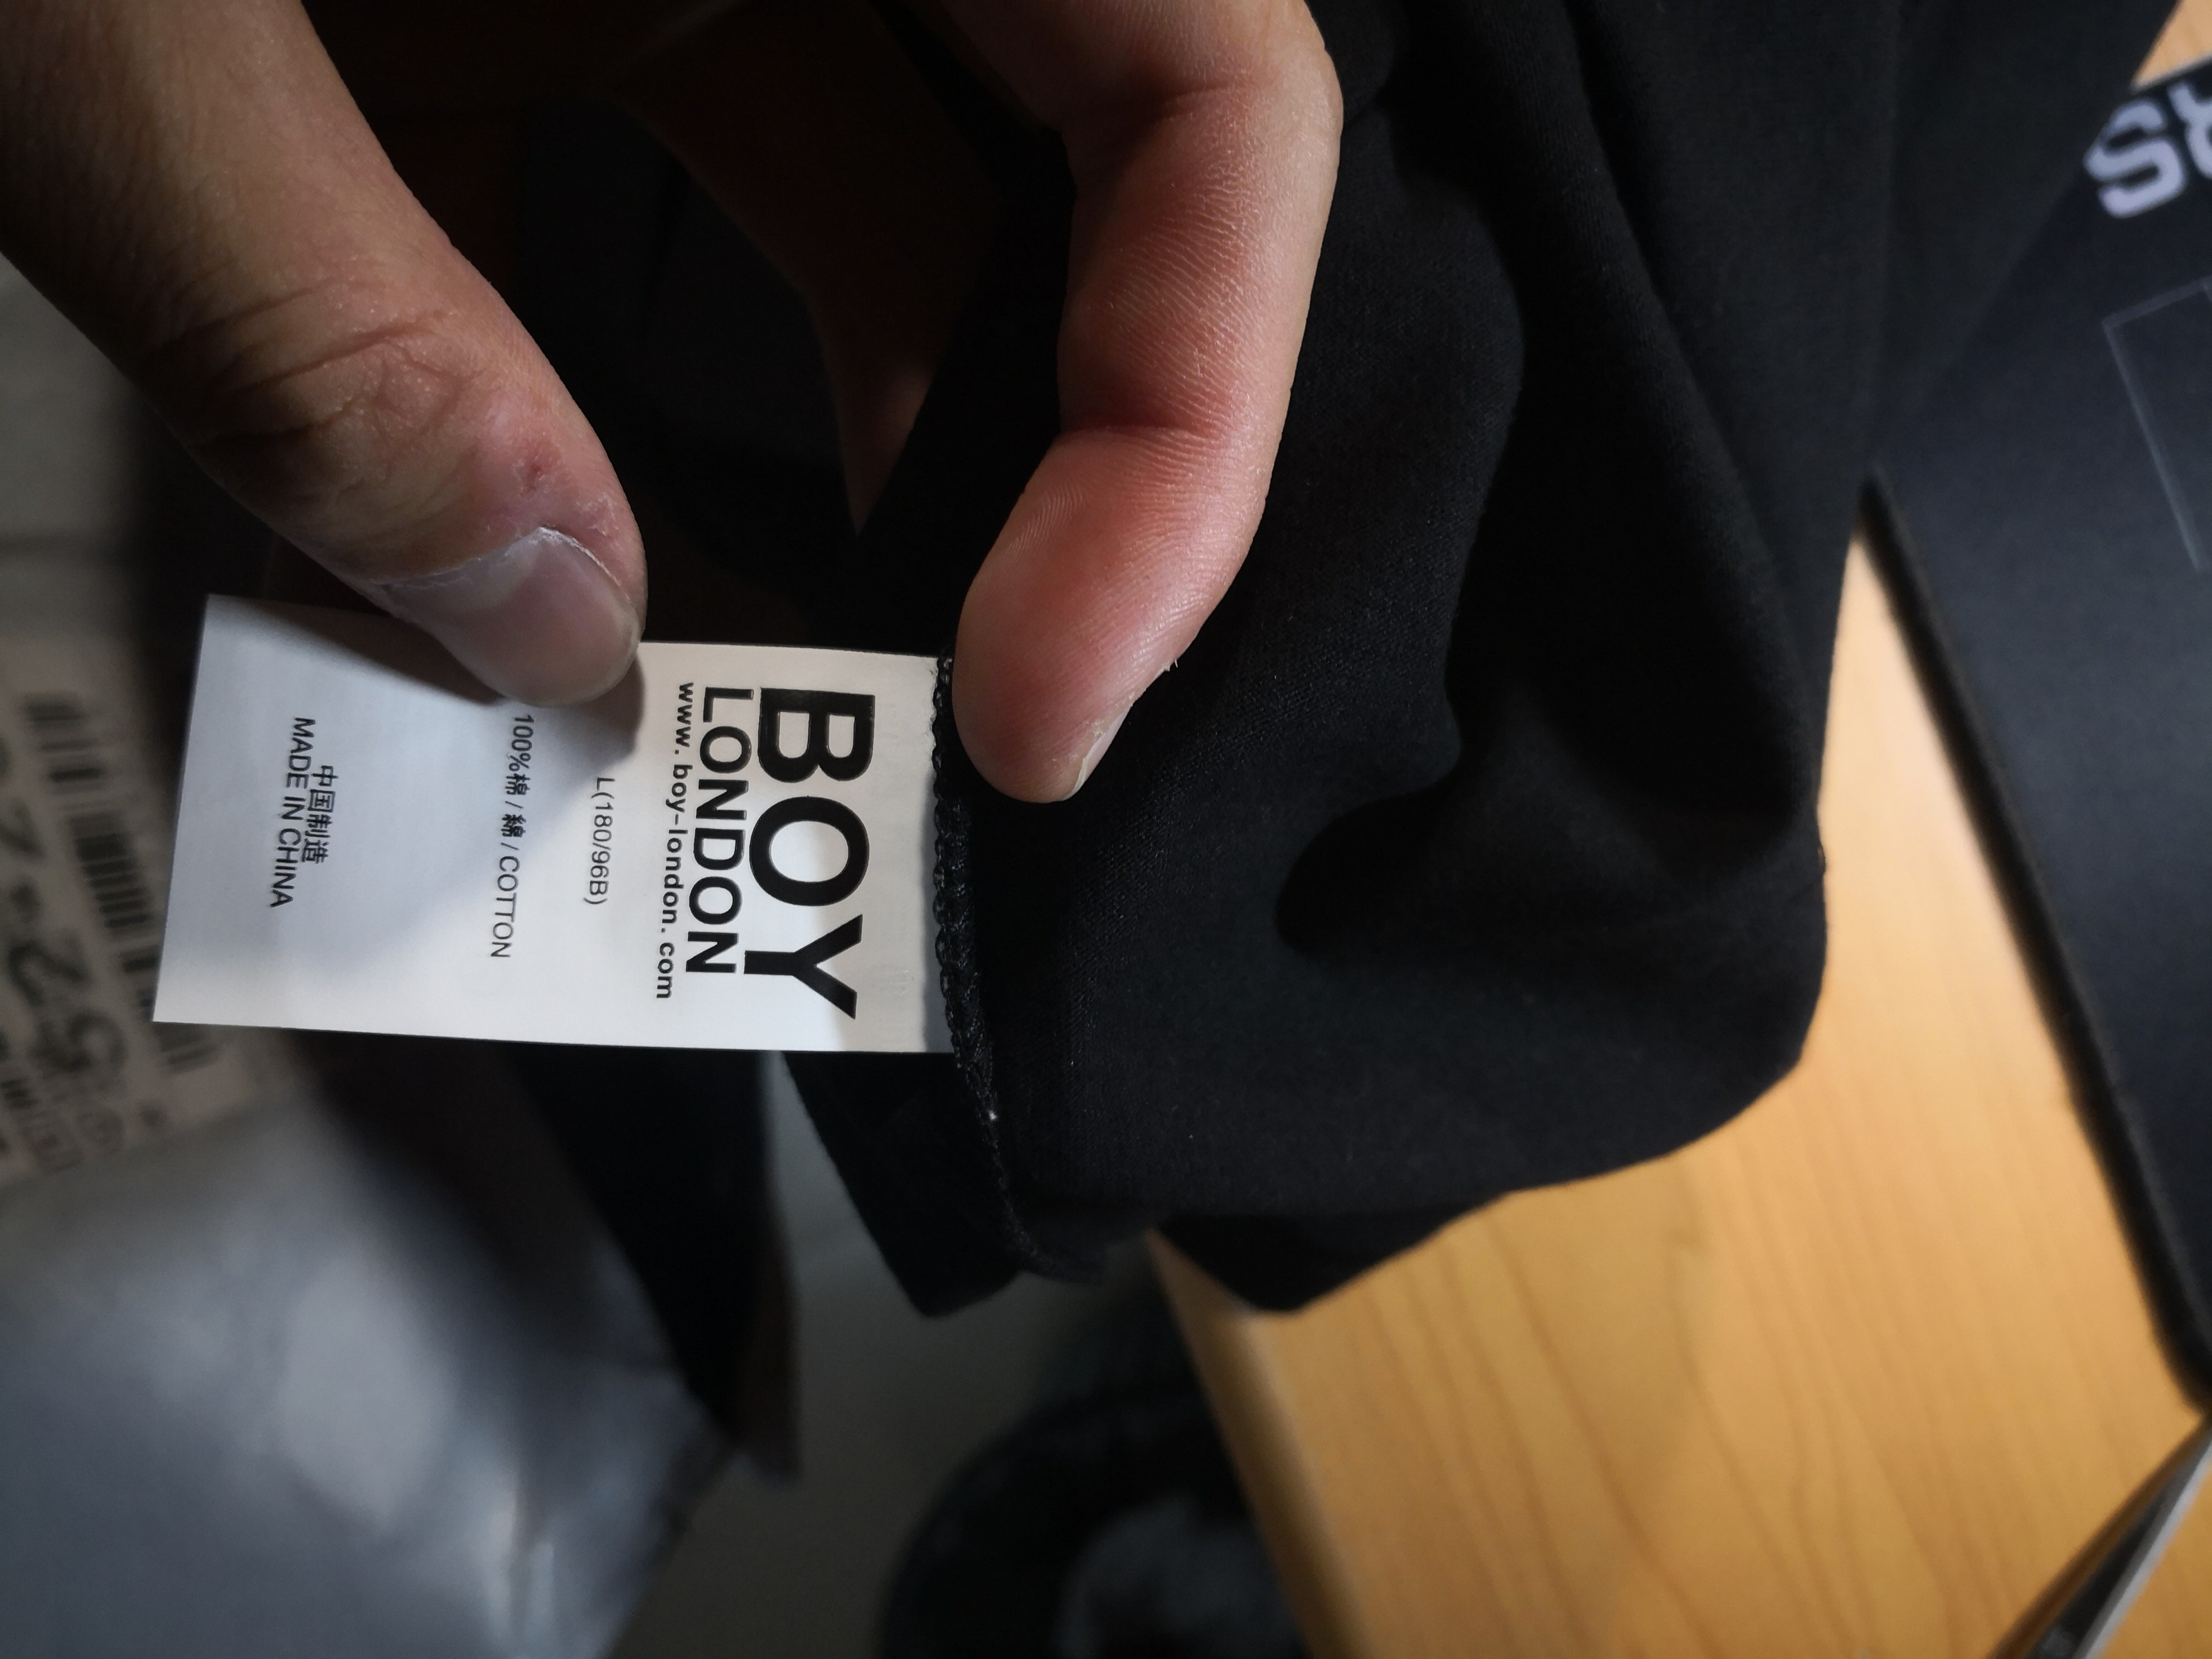 BOY
LONDON
www.boy-london.com
L(180/96B)
100%棉/綿/COTTON
中国制造
MADE IN CHINA